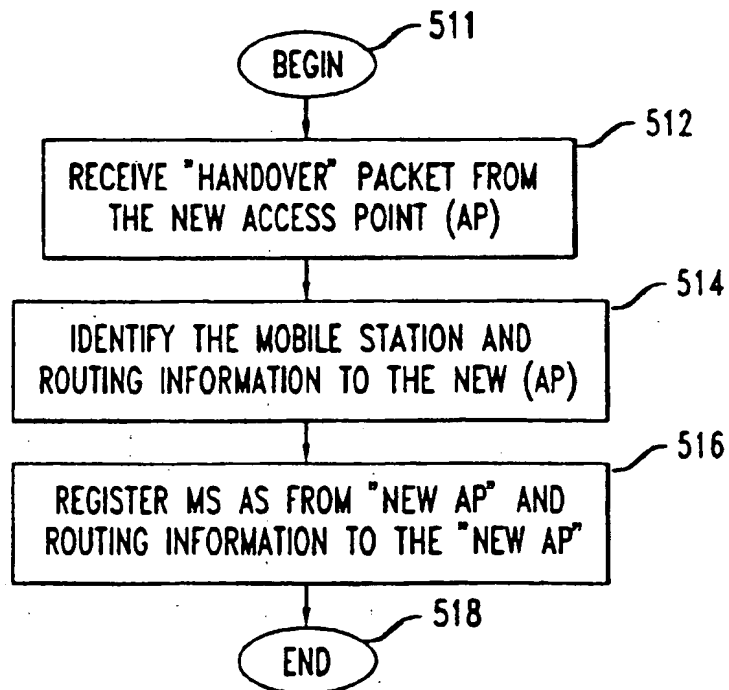 511
BEGIN
512
RECEIVE "HANDOVER" PACKET FROM
THE NEW ACCESS POINT (AP)
514
IDENTIFY THE MOBILE STATION AND
ROUTING INFORMATION TO THE NEW (AP)
516
REGISTER MS AS FROM "NEW AP" AND
ROUTING INFORMATION TO THE "NEW AP"
518
END